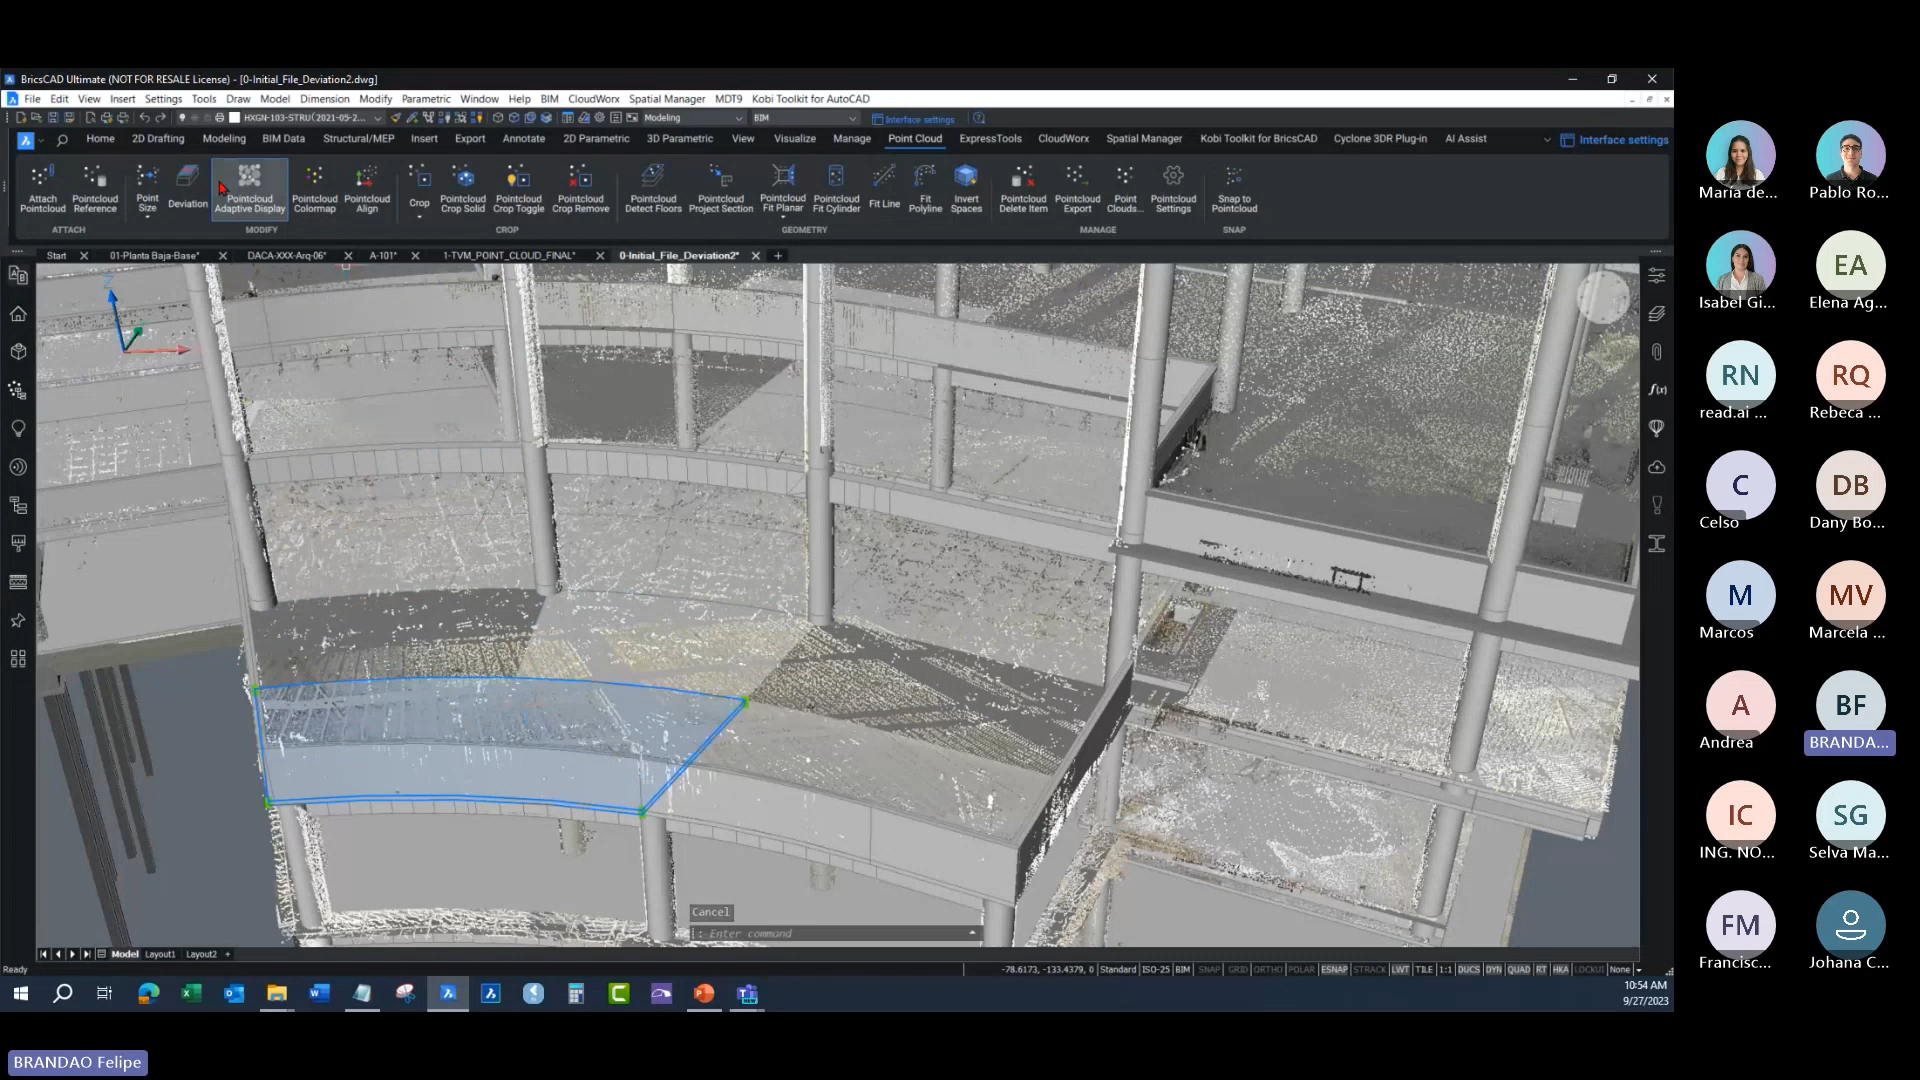 BricsCAD Ultimate (NOT FOR RESALE License) - [0-Initial_File_Deviation2.dwg]
File Edit View Insert Settings Tools Draw Model Dimension Modify Parametric Window Help BIM CloudWorx Spatial Manager MDT9 Kobi Toolkit for AutoCAD
HXGN-103-STRU(2021-05-2... Modeling BIM Interface settings
Home 2D Drafting Modeling BIM Data Structural/MEP Insert Export Annotate 2D Parametric 3D Parametric View Visualize Manage Point Cloud ExpressTools CloudWorx Spatial Manager Kobi Toolkit for BricsCAD Cyclone 3DR Plug-in AI Assist Interface settings
Attach Pointcloud
Pointcloud Reference
Point Size
Deviation
Pointcloud Adaptive Display
Pointcloud Colormap
Pointcloud Align
Crop
Pointcloud Crop Solid
Pointcloud Crop Toggle
Pointcloud Crop Remove
Pointcloud Detect Floors
Pointcloud Project Section
Pointcloud Fit Planar
Pointcloud Fit Cylinder
Fit Line
Fit Polyline
Invert Spaces
Pointcloud Delete Item
Pointcloud Export
Point Clouds...
Pointcloud Settings
Snap to Pointcloud
ATTACH MODIFY CROP GEOMETRY MANAGE SNAP
Start 01-Planta Baja-Base* DACA-XXX-Arq-06* A-101* 1-TVM_POINT_CLOUD_FINAL* 0-Initial_File_Deviation2* +
Z
f(x)
Cancel
: Enter command
Model Layout1 Layout2 +
Ready
-78.6173, -133.4379, 0 Standard ISO-25 BIM SNAP GRID ORTHO POLAR ESNAP STRACK LWT TILE 1:1 DUCS DYN QUAD RT HKA LOCKUI None
10:54 AM
9/27/2023
María de...
Pablo Ro...
Isabel Gi...
EA
Elena Ag...
RN
read.ai ...
RQ
Rebeca ...
C
Celso
DB
Dany Bo...
M
Marcos
MV
Marcela ...
A
Andrea
BF
BRANDA...
IC
ING. NO...
SG
Selva Ma...
FM
Francisc...
Johana C...
BRANDAO Felipe